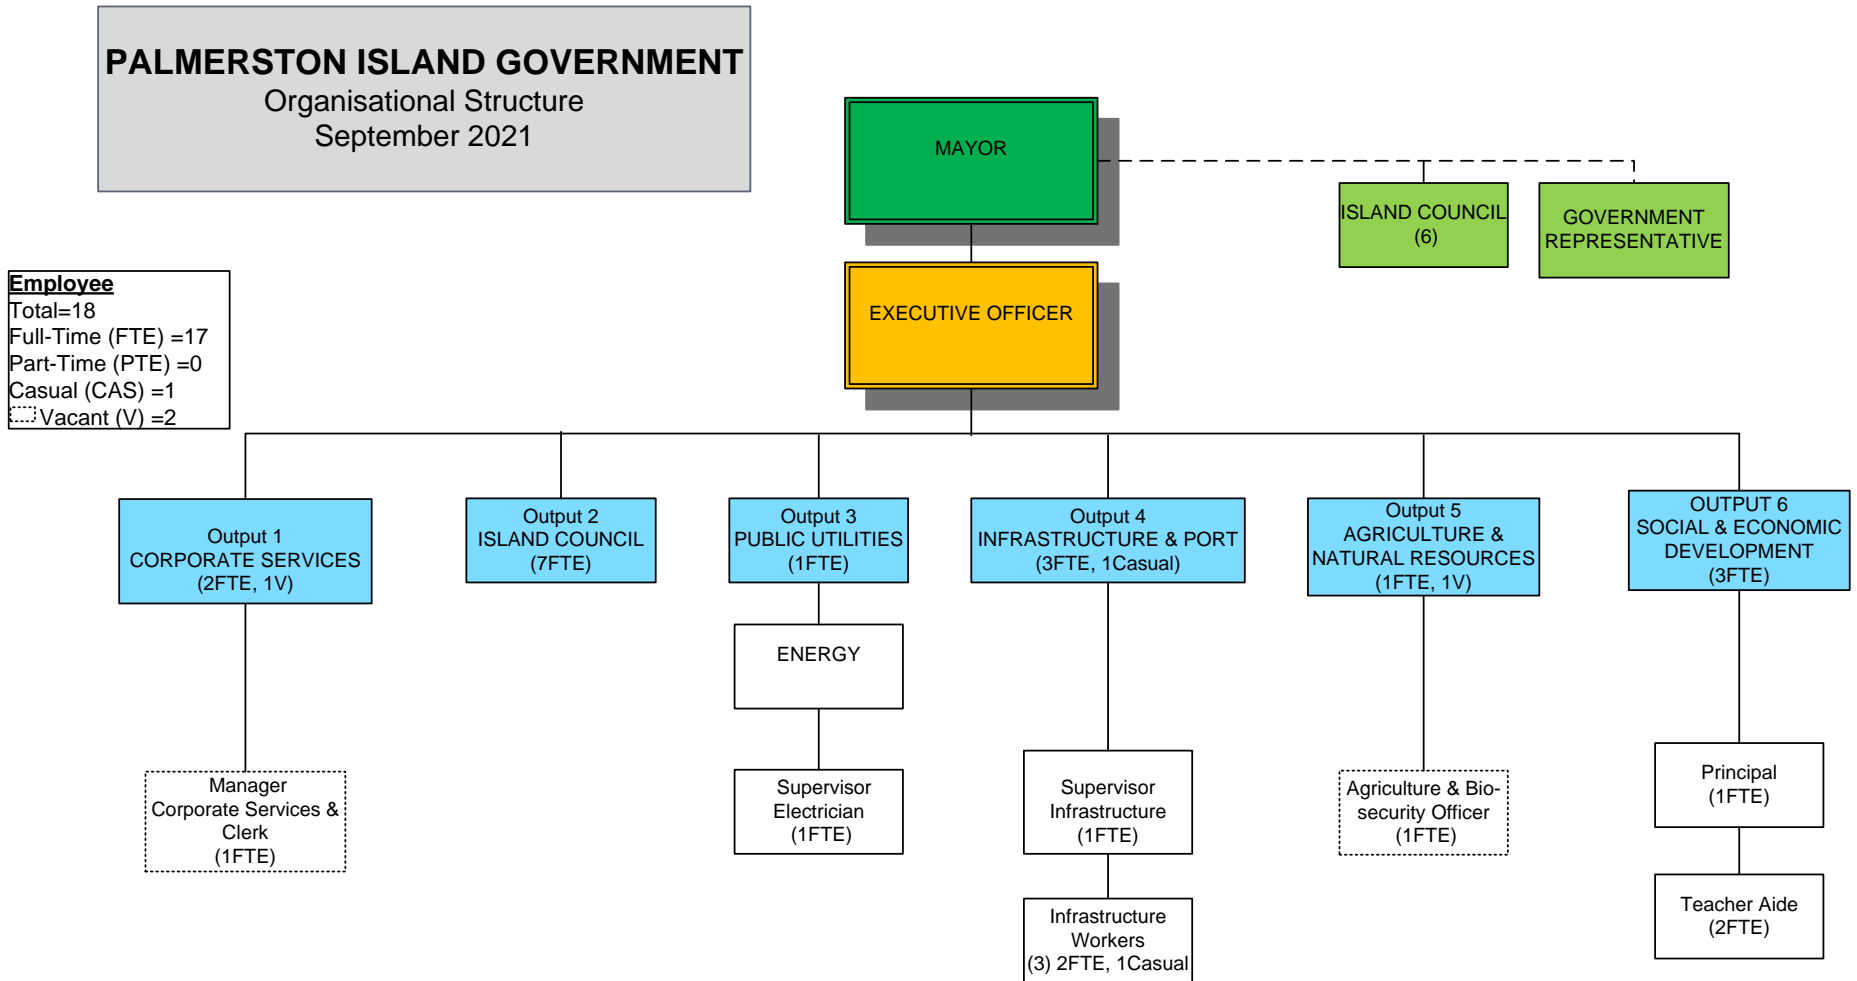 PALMERSTON ISLAND GOVERNMENT
Organisational Structure
September 2021
MAYOR
ISLAND COUNCIL
(6)
GOVERNMENT
REPRESENTATIVE
EXECUTIVE OFFICER
Employee
Total=18
Full-Time (FTE) =17
Part-Time (PTE) =0
Casual (CAS) =1
Vacant (V) =2
Output 1
CORPORATE SERVICES
(2FTE, 1V)
Output 2
ISLAND COUNCIL
(7FTE)
Output 3
PUBLIC UTILITIES
(1FTE)
Output 4
INFRASTRUCTURE & PORT
(3FTE, 1Casual)
Output 5
AGRICULTURE &
NATURAL RESOURCES
(1FTE, 1V)
OUTPUT 6
SOCIAL & ECONOMIC
DEVELOPMENT
(3FTE)
ENERGY
Manager
Corporate Services &
Clerk
(1FTE)
Supervisor
Electrician
(1FTE)
Supervisor
Infrastructure
(1FTE)
Agriculture & Bio-
security Officer
(1FTE)
Principal
(1FTE)
Infrastructure
Workers
(3) 2FTE, 1Casual
Teacher Aide
(2FTE)